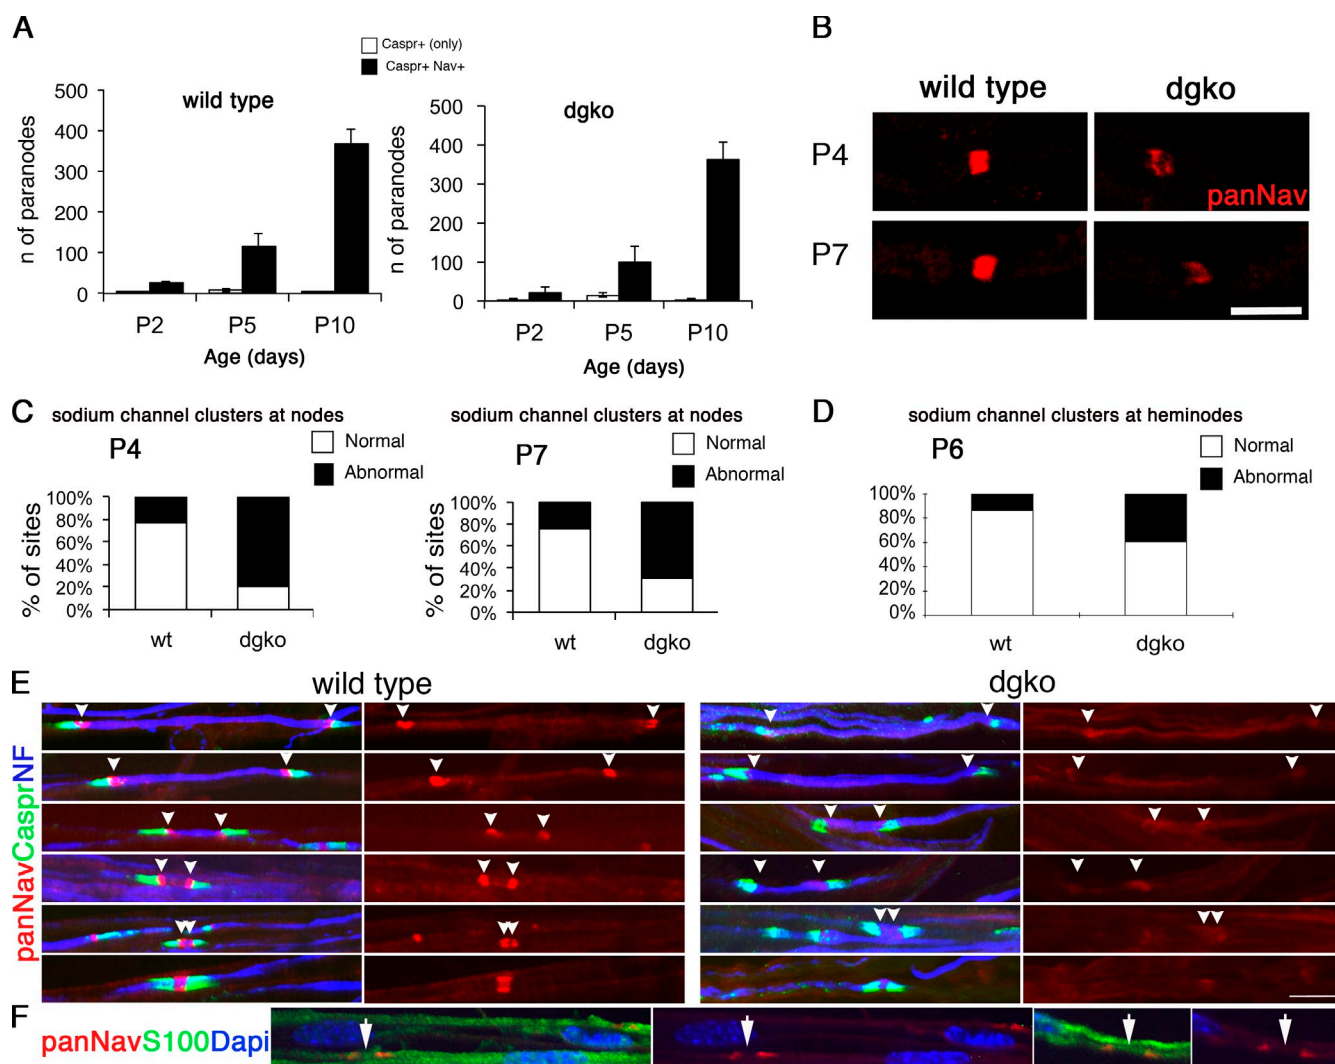 A
Caspr+ (only)
Caspr+ Nav+
wild type
n of paranodes
500
400
300
200
100
0
P2 P5 P10
Age (days)
dgko
n of paranodes
500
400
300
200
100
0
P2 P5 P10
Age (days)
B
wild type dgko
P4
panNav
P7
C
sodium channel clusters at nodes
P4
Normal
Abnormal
% of sites
100%
80%
60%
40%
20%
0%
wt dgko
sodium channel clusters at nodes
P7
Normal
Abnormal
% of sites
100%
80%
60%
40%
20%
0%
wt dgko
D
sodium channel clusters at heminodes
P6
Normal
Abnormal
100%
80%
60%
40%
20%
0%
wt dgko
E
wild type dgko
panNavCasprNF
F
panNavS100Dapi